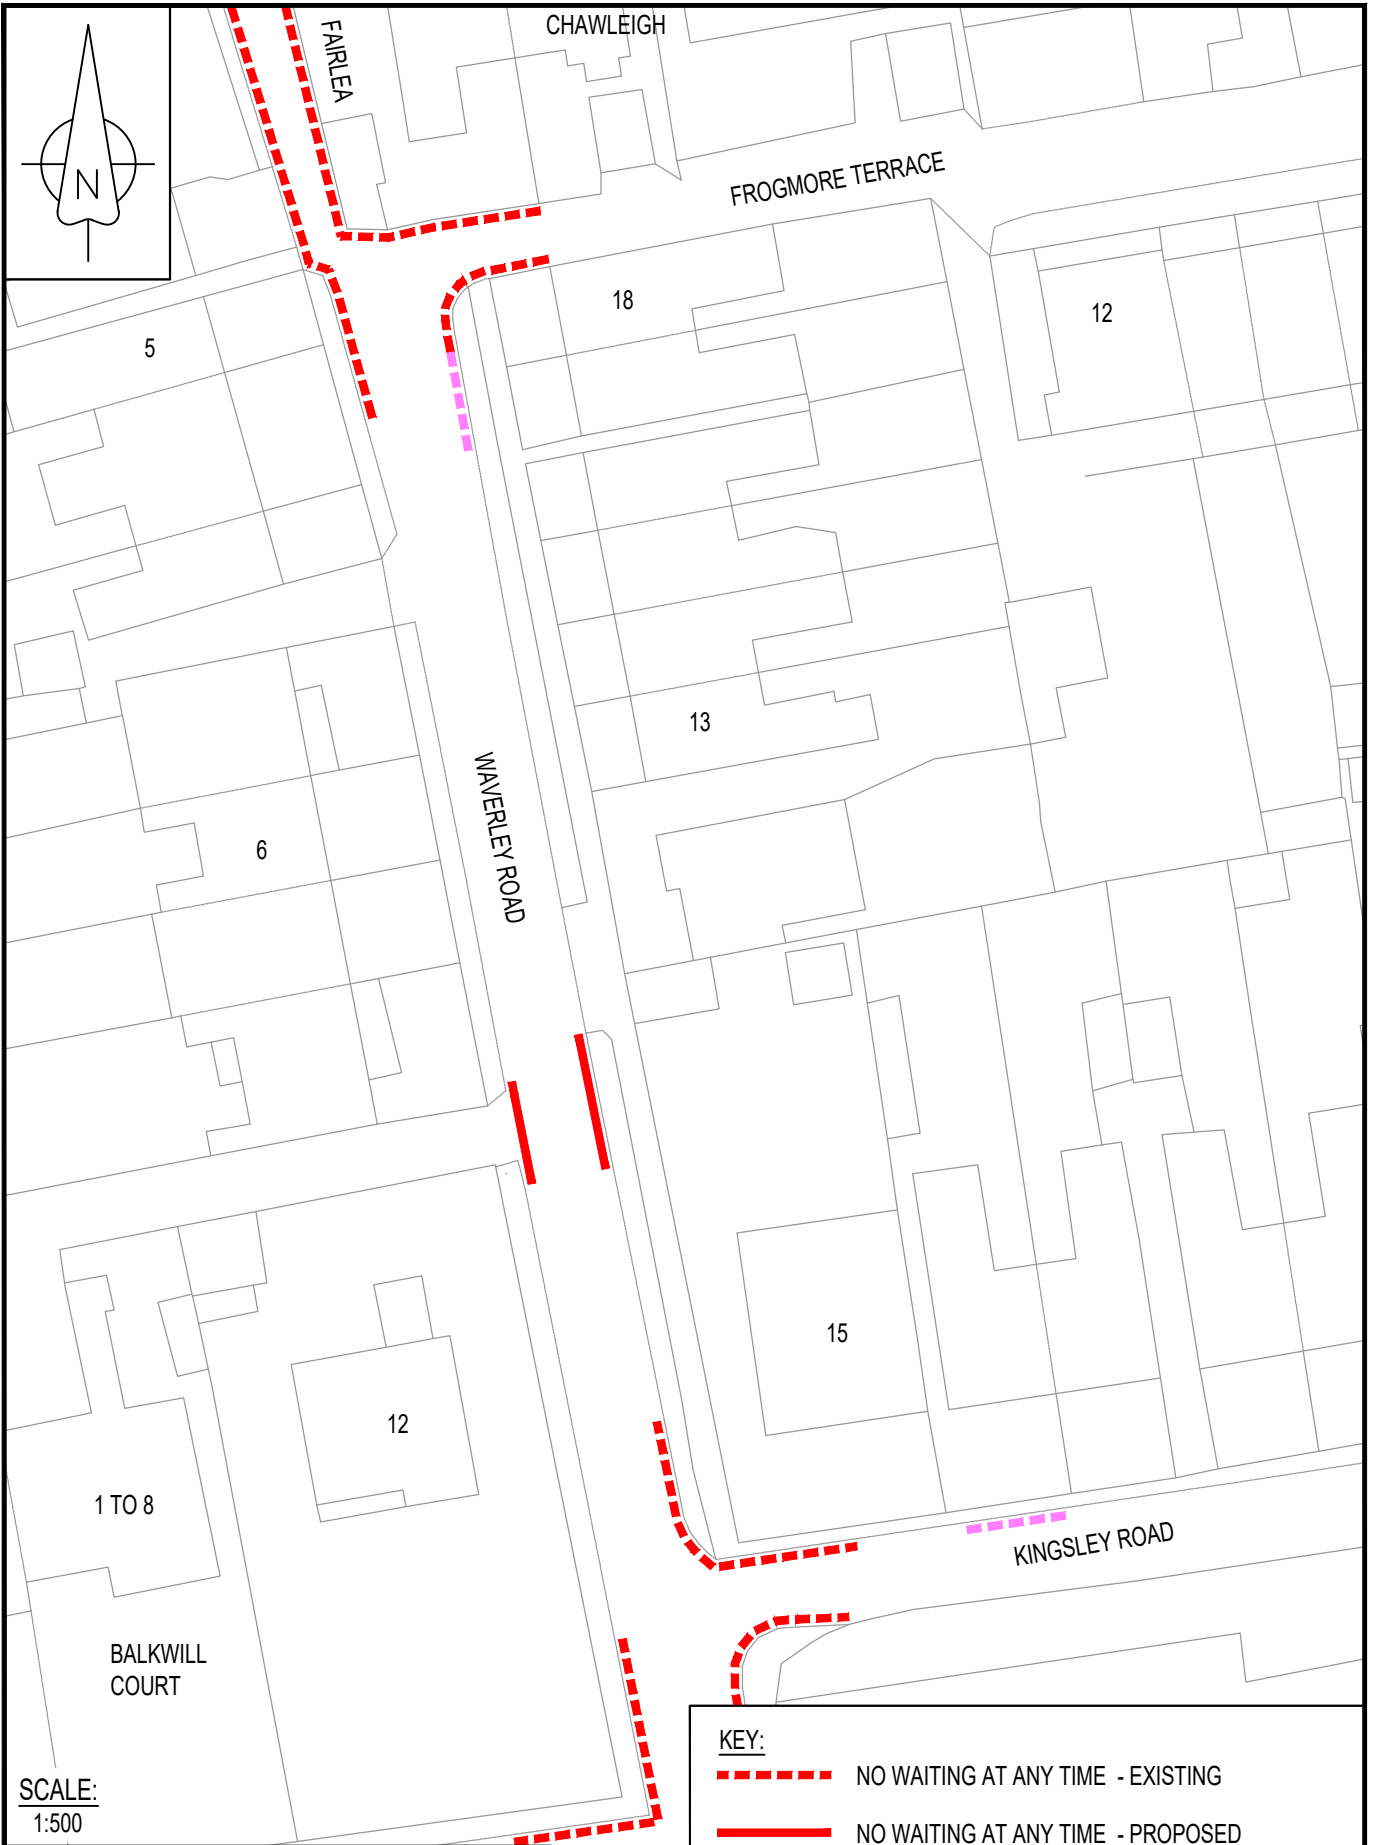 CHAWLEIGH
FAIRLEA
N
FROGMORE TERRACE
18
12
5
13
WAVERLEY ROAD
6
15
12
1 TO 8
KINGSLEY ROAD
BALKWILL
COURT
KEY:
NO WAITING AT ANY TIME - EXISTING
NO WAITING AT ANY TIME - PROPOSED
SCALE:
1:500